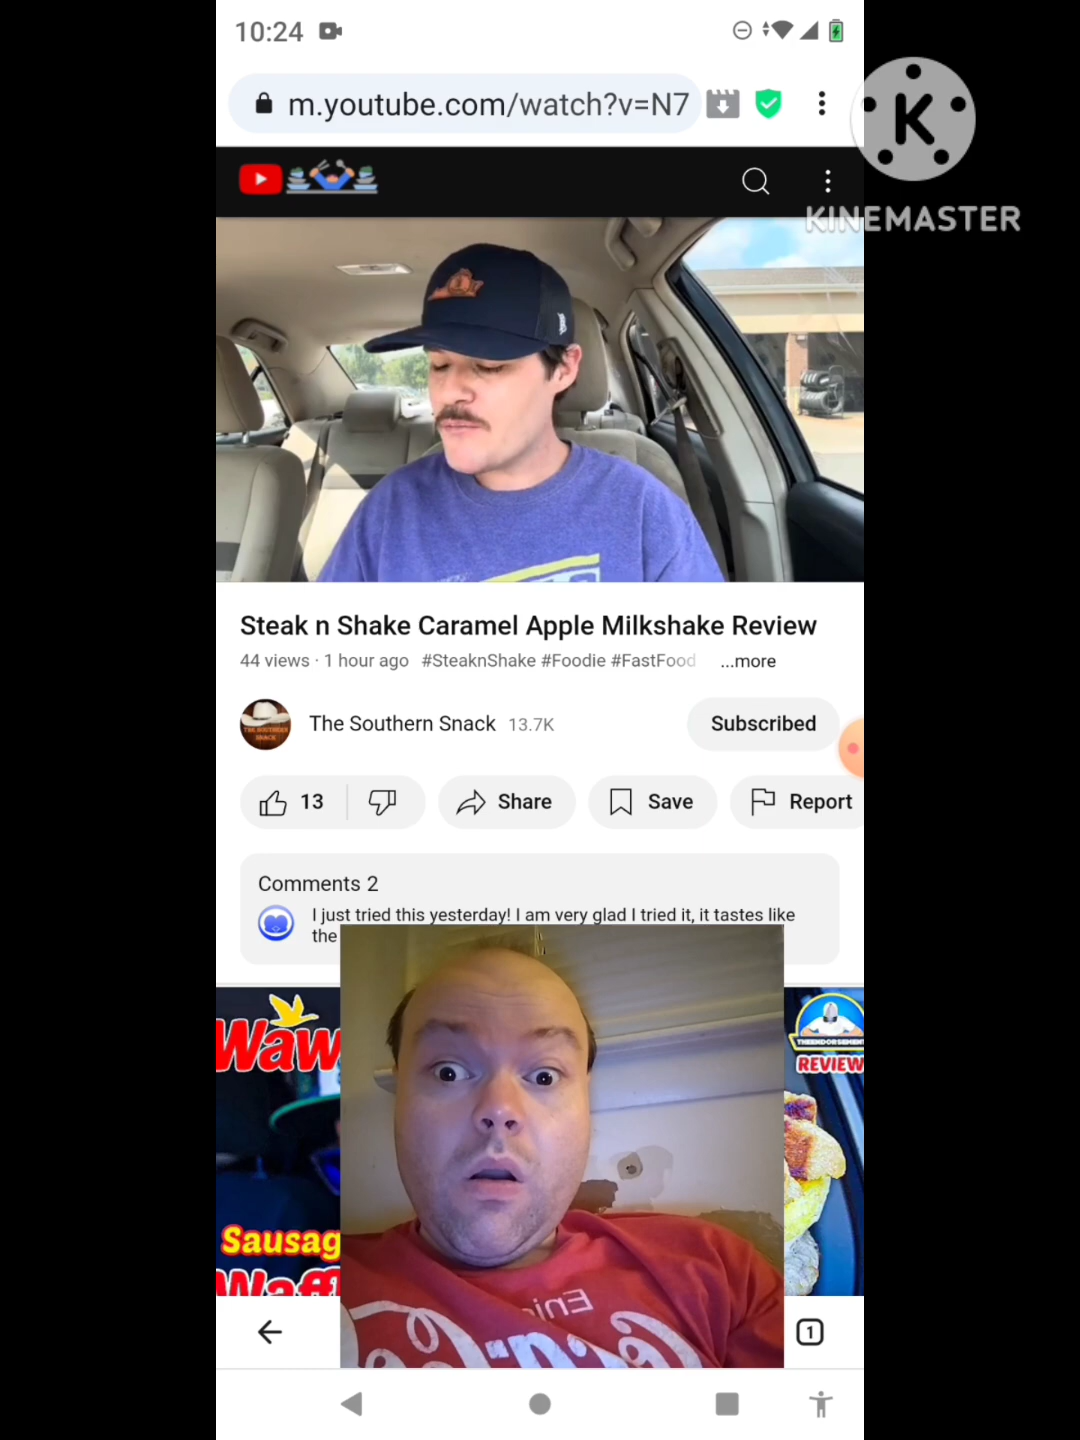 10:24
m.youtube.com/watch?v=N7
KINEMASTER
Steak n Shake Caramel Apple Milkshake Review
44 views · 1 hour ago #SteaknShake #Foodie #FastFood ...more
The Southern Snack 13.7K
Subscribed
13
Share
Save
Report
Comments 2
I just tried this yesterday! I am very glad I tried it, it tastes like
the
Waw
REVIEW
Sausag
Waff
Enj
1